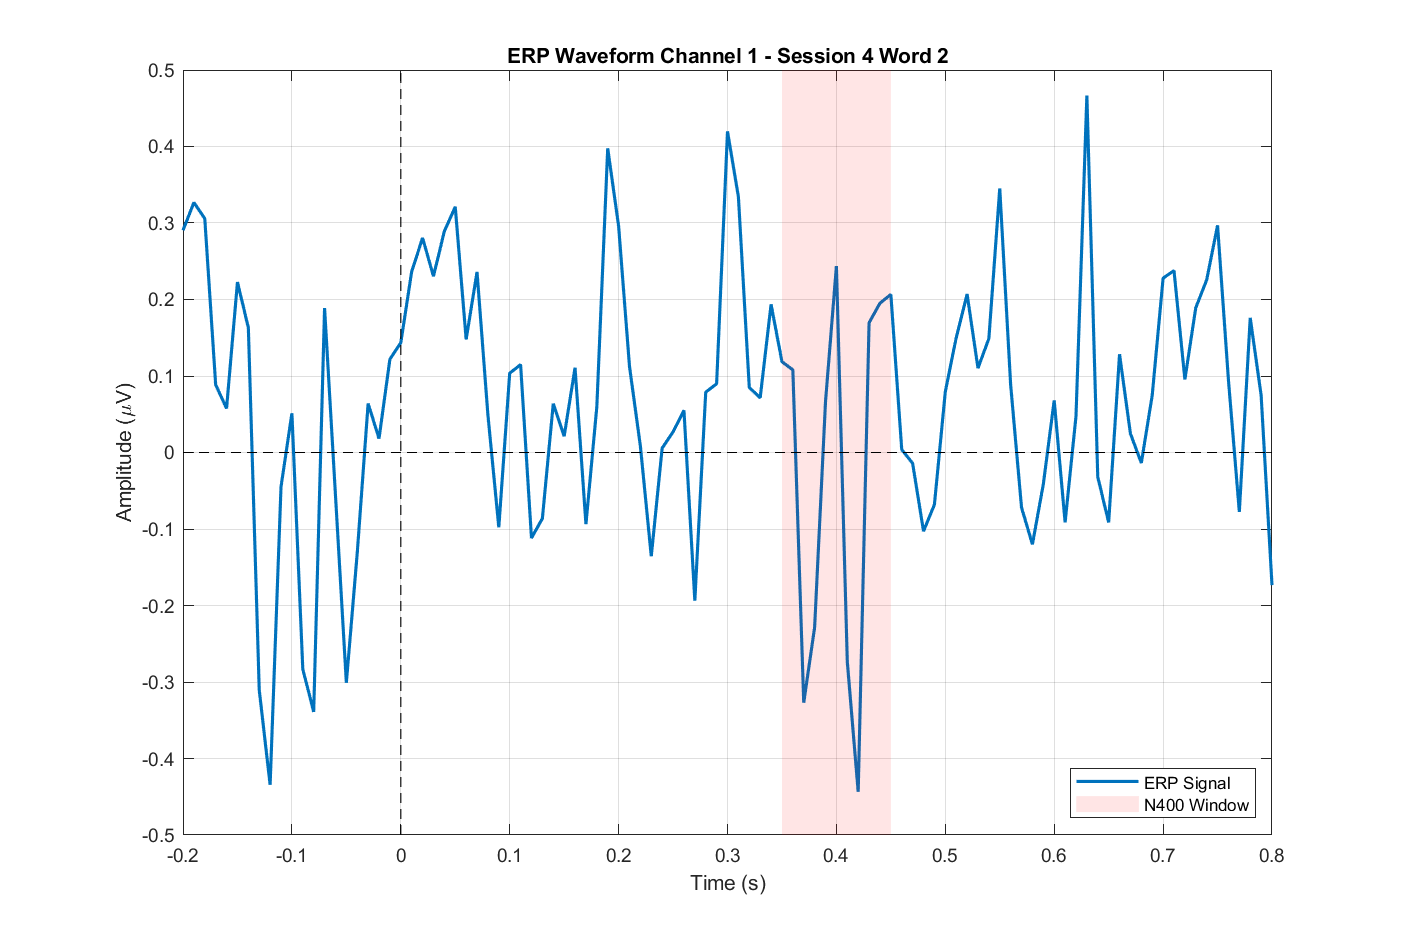 ERP Waveform Channel 1 - Session 4 Word 2
0.5
0.4
0.3
0.2
0.1
0
-0.1
-0.2
-0.3
-0.4
-0.5
Amplitude (μV)
ERP Signal
N400 Window
-0.2 -0.1 0 0.1 0.2 0.3 0.4 0.5 0.6 0.7 0.8
Time (s)